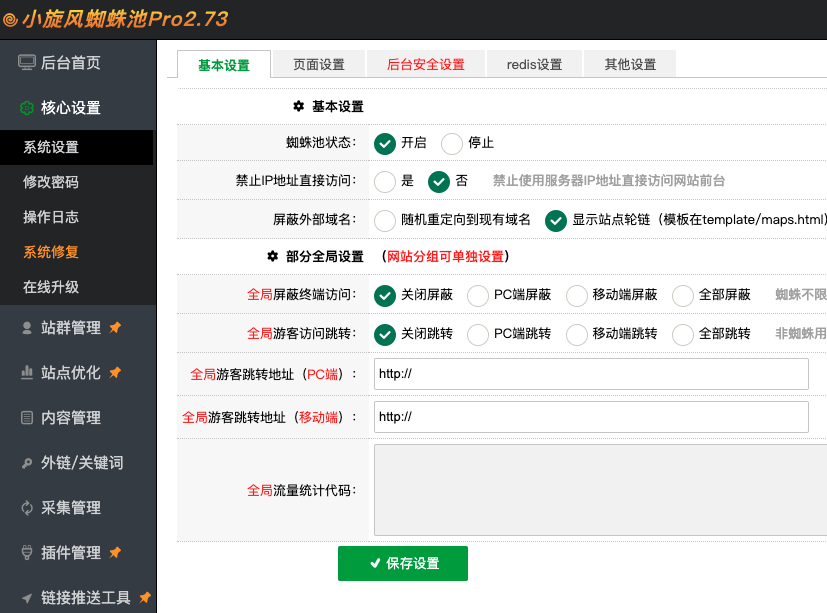 小旋风蜘蛛池Pro2.73
后台首页
核心设置
系统设置
修改密码
操作日志
系统修复
在线升级
站群管理
站点优化
内容管理
外链/关键词
采集管理
插件管理
链接推送工具
基本设置 页面设置 后台安全设置 redis设置 其他设置
基本设置
蜘蛛池状态： 开启 停止
禁止IP地址直接访问： 是 否 禁止使用服务器IP地址直接访问网站前台
屏蔽外部域名： 随机重定向到现有域名 显示站点轮链（模板在template/maps.html）
部分全局设置 （网站分组可单独设置）
全局屏蔽终端访问： 关闭屏蔽 PC端屏蔽 移动端屏蔽 全部屏蔽 蜘蛛不限
全局游客访问跳转： 关闭跳转 PC端跳转 移动端跳转 全部跳转 非蜘蛛用
全局游客跳转地址（PC端）： http://
全局游客跳转地址（移动端）： http://
全局流量统计代码：
保存设置